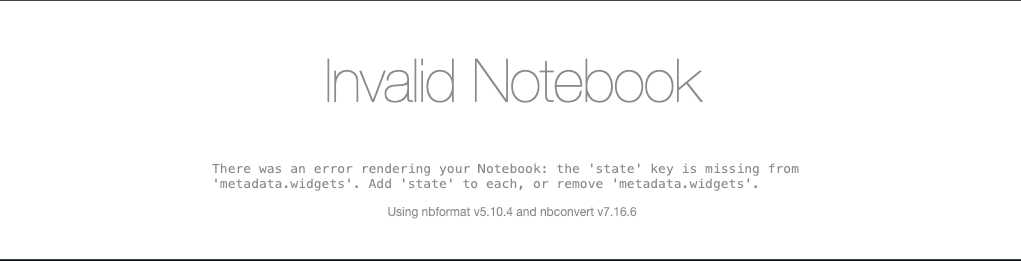 Invalid Notebook
There was an error rendering your Notebook: the 'state' key is missing from
'metadata.widgets'. Add 'state' to each, or remove 'metadata.widgets'.
Using nbformat v5.10.4 and nbconvert v7.16.6